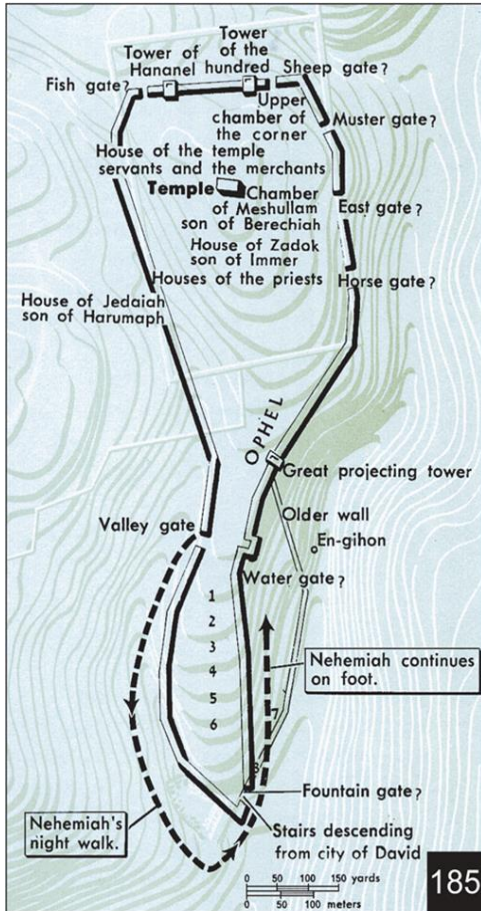 Tower
of the
hundred
Tower of
Hananel
Sheep gate?
Fish gate?
Upper
chamber of
the corner
Muster gate?
House of the temple
servants and the merchants
Temple
Chamber
of Meshullam
son of Berechiah
East gate?
House of Zadok
son of Immer
Houses of the priests
Horse gate?
House of Jedaiah
son of Harumaph
OPHEL
Great projecting tower
Older wall
Valley gate
En-gihon
Water gate?
1
2
3
4
5
6
Nehemiah continues
on foot.
7
8
Fountain gate?
Nehemiah's
night walk.
Stairs descending
from city of David
0 50 100 150 yards
0 50 100 meters
185